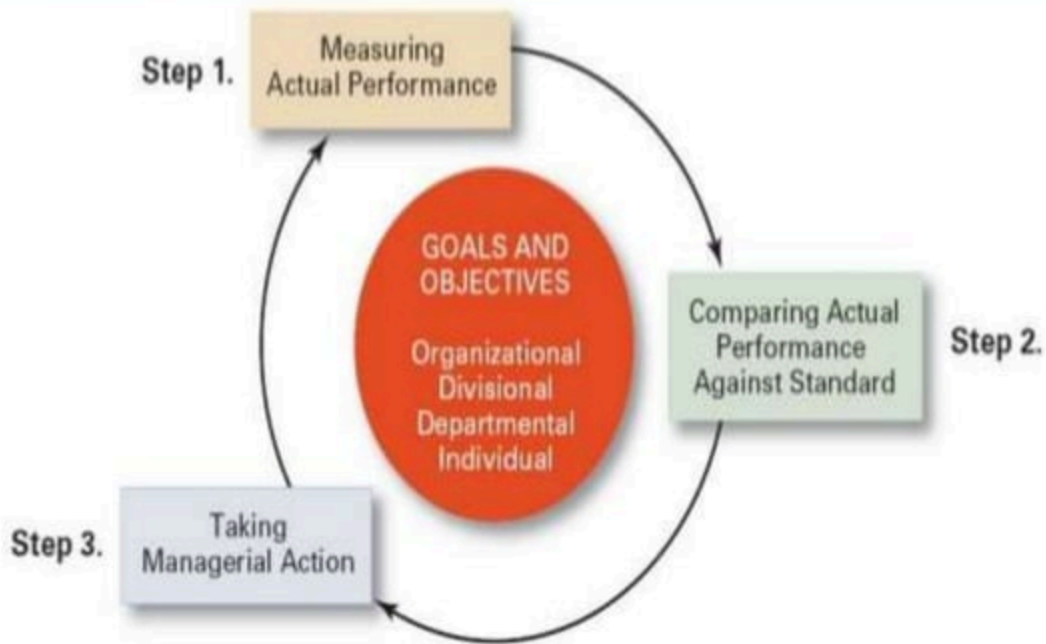 Step 1.
Measuring
Actual Performance
GOALS AND
OBJECTIVES
Organizational
Divisional
Departmental
Individual
Comparing Actual
Performance
Against Standard
Step 2.
Step 3.
Taking
Managerial Action